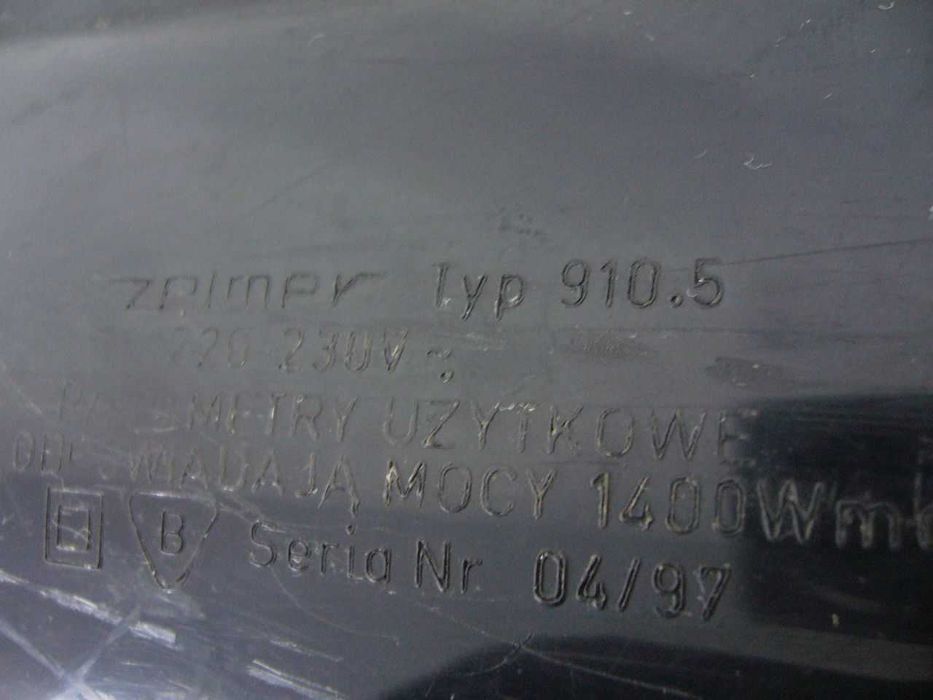 zelmer Typ 910.5
220 230V ~
PARAMETRY UŻYTKOWE
ODPOWIADAJĄ MOCY 1400W
B Seria Nr 04/97